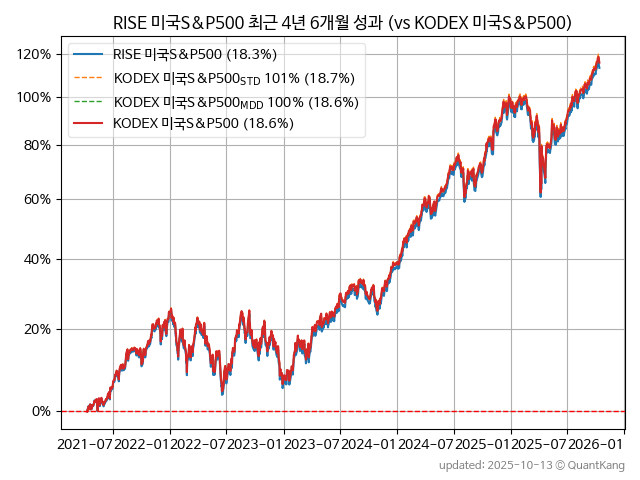 RISE 미국S&P500 최근 4년 6개월 성과 (vs KODEX 미국S&P500)
120%
100%
80%
60%
40%
20%
0%
RISE 미국S&P500 (18.3%)
KODEX 미국S&P500STD 101% (18.7%)
KODEX 미국S&P500MDD 100% (18.6%)
KODEX 미국S&P500 (18.6%)
2021-07 2022-01 2022-07 2023-01 2023-07 2024-01 2024-07 2025-01 2025-07 2026-01
updated: 2025-10-13 © QuantKang